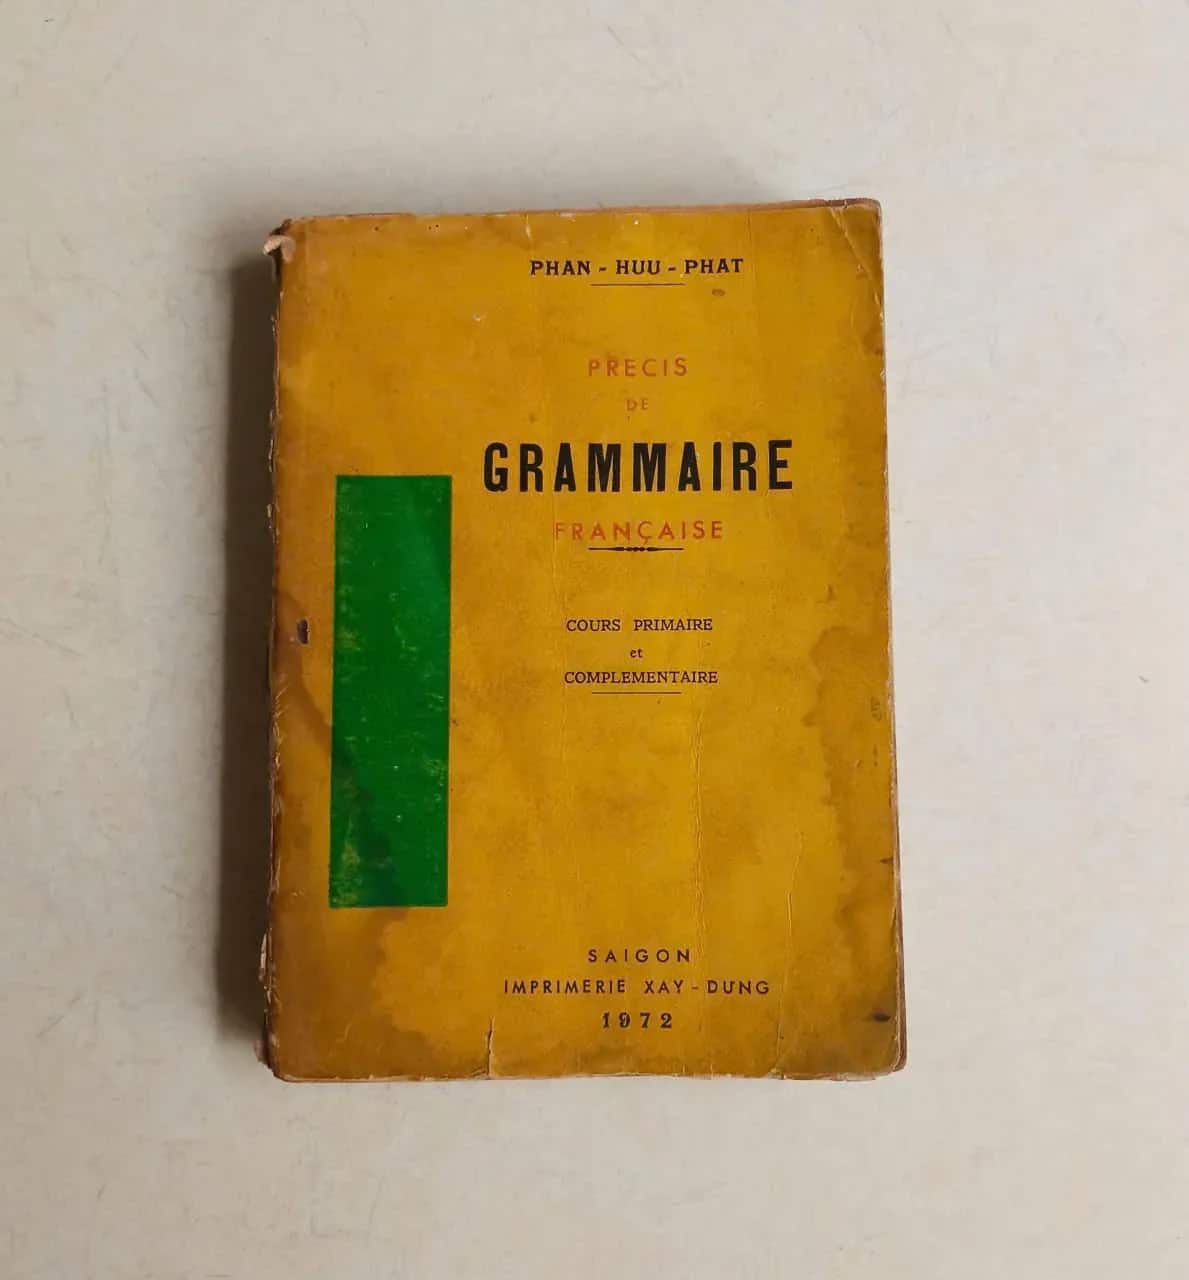 PHAN - HUU - PHAT
PRECIS
DE
GRAMMAIRE
FRANÇAISE
COURS PRIMAIRE
et
COMPLEMENTAIRE
SAIGON
IMPRIMERIE XAY - DUNG
1972